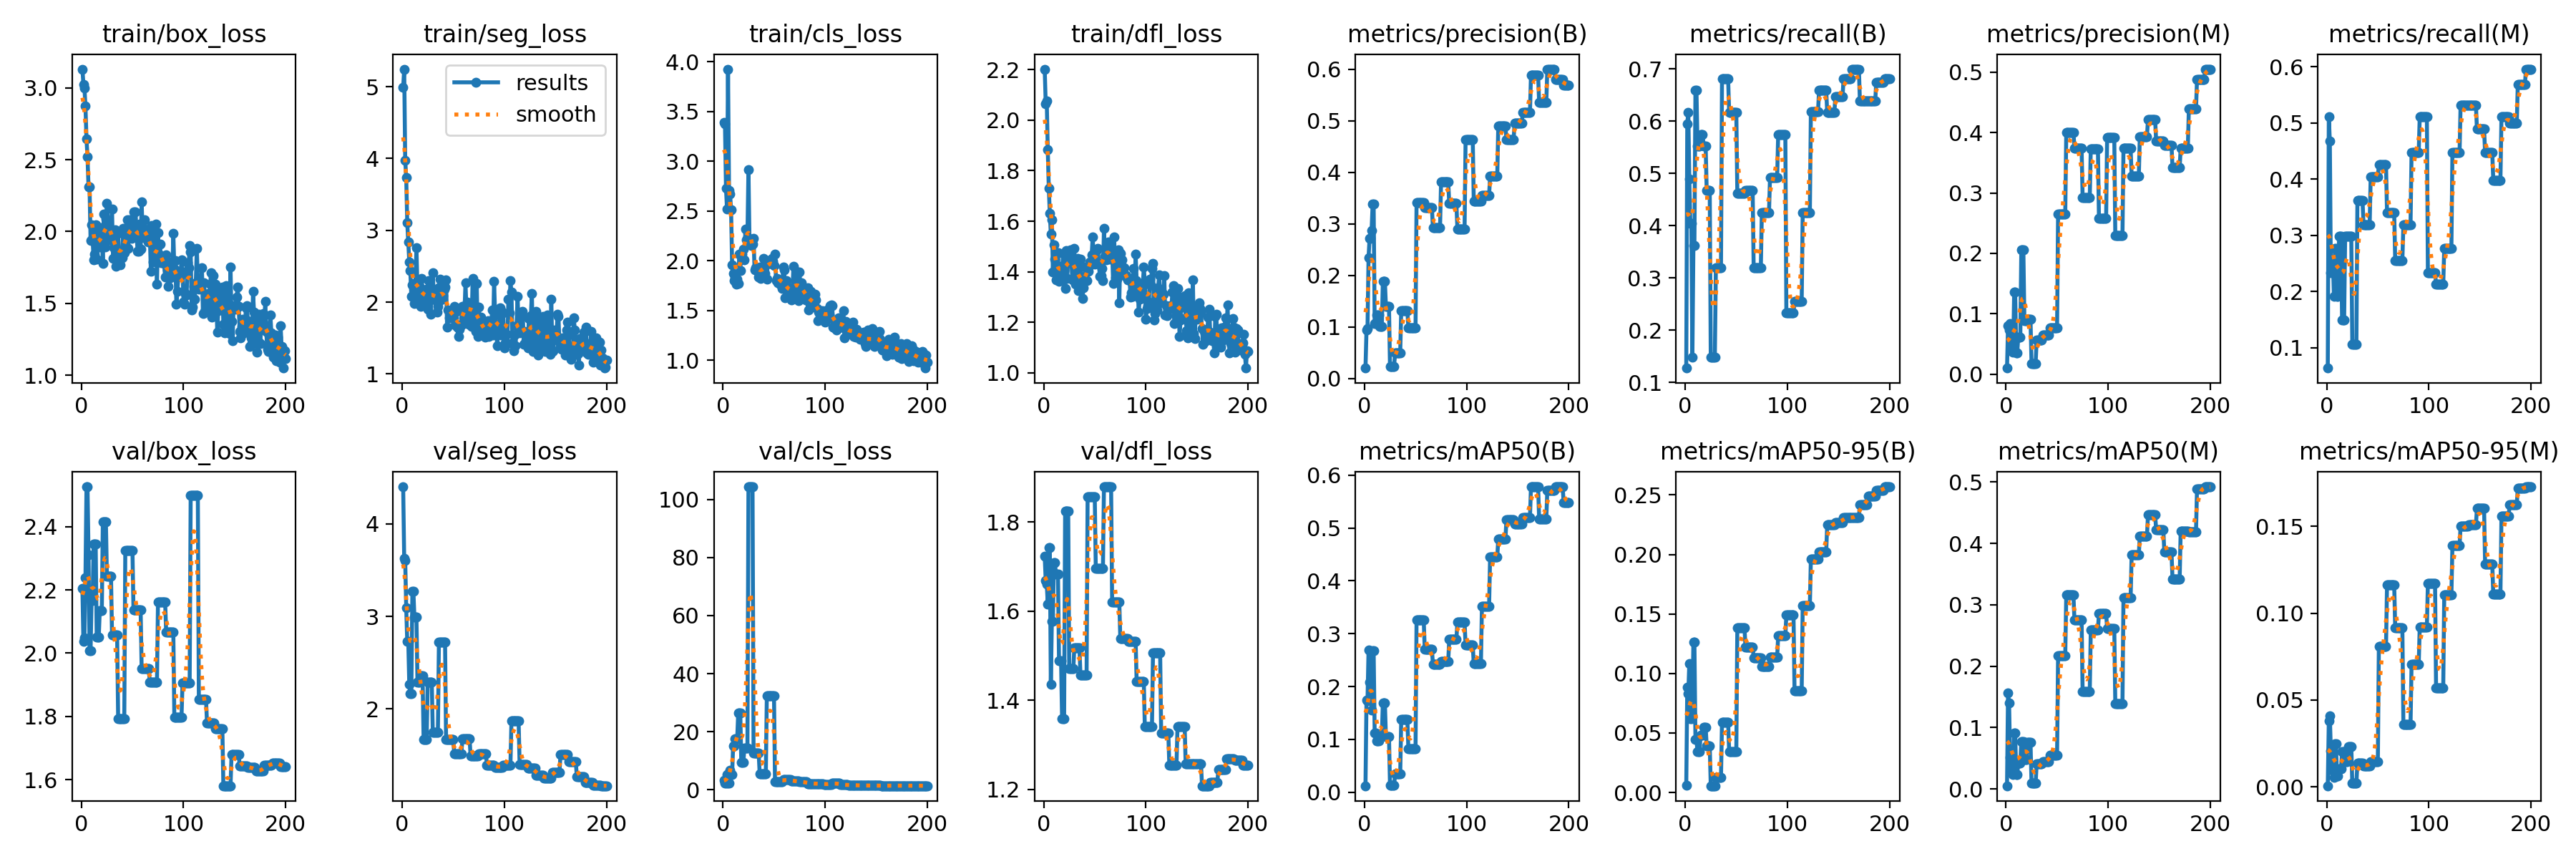 train/box_loss
train/seg_loss
train/cls_loss
train/dfl_loss
metrics/precision(B)
metrics/recall(B)
metrics/precision(M)
metrics/recall(M)
3.0
2.5
2.0
1.5
1.0
0 100 200
results
smooth
5
4
3
2
1
0 100 200
4.0
3.5
3.0
2.5
2.0
1.5
1.0
0 100 200
2.2
2.0
1.8
1.6
1.4
1.2
1.0
0 100 200
0.6
0.5
0.4
0.3
0.2
0.1
0.0
0 100 200
0.7
0.6
0.5
0.4
0.3
0.2
0.1
0 100 200
0.5
0.4
0.3
0.2
0.1
0.0
0 100 200
0.6
0.5
0.4
0.3
0.2
0.1
0 100 200
val/box_loss
val/seg_loss
val/cls_loss
val/dfl_loss
metrics/mAP50(B)
metrics/mAP50-95(B)
metrics/mAP50(M)
metrics/mAP50-95(M)
2.4
2.2
2.0
1.8
1.6
0 100 200
4
3
2
0 100 200
100
80
60
40
20
0
0 100 200
1.8
1.6
1.4
1.2
0 100 200
0.6
0.5
0.4
0.3
0.2
0.1
0.0
0 100 200
0.25
0.20
0.15
0.10
0.05
0.00
0 100 200
0.5
0.4
0.3
0.2
0.1
0.0
0 100 200
0.15
0.10
0.05
0.00
0 100 200